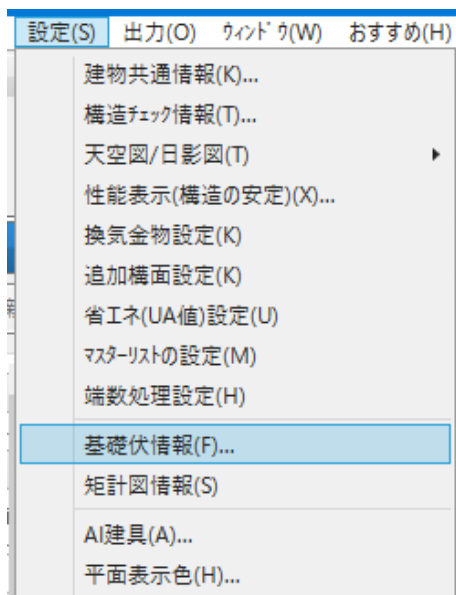 設定(S) 出力(O) ｳｨﾝﾄﾞｳ(W) おすすめ(H)
建物共通情報(K)...
構造ﾁｪｯｸ情報(T)...
天空図/日影図(T)
性能表示(構造の安定)(X)...
換気金物設定(K)
追加構面設定(K)
省エネ(UA値)設定(U)
ﾏｽﾀｰﾘｽﾄの設定(M)
端数処理設定(H)
基礎伏情報(F)...
矩計図情報(S)
AI建具(A)...
平面表示色(H)...